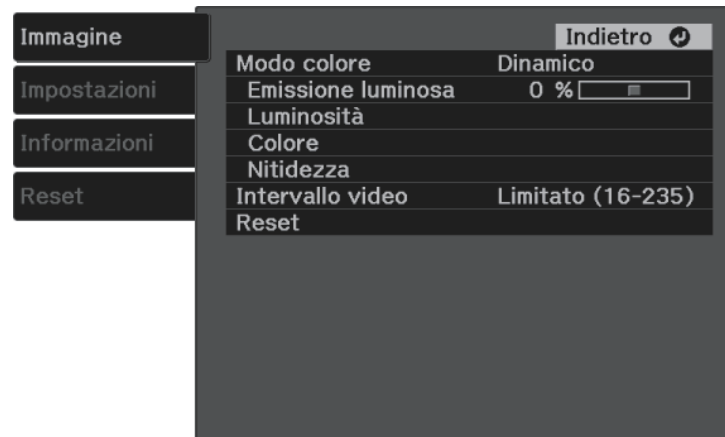 Immagine
Impostazioni
Informazioni
Reset
Indietro
Modo colore Dinamico
Emissione luminosa 0 %
Luminosità
Colore
Nitidezza
Intervallo video Limitato (16-235)
Reset